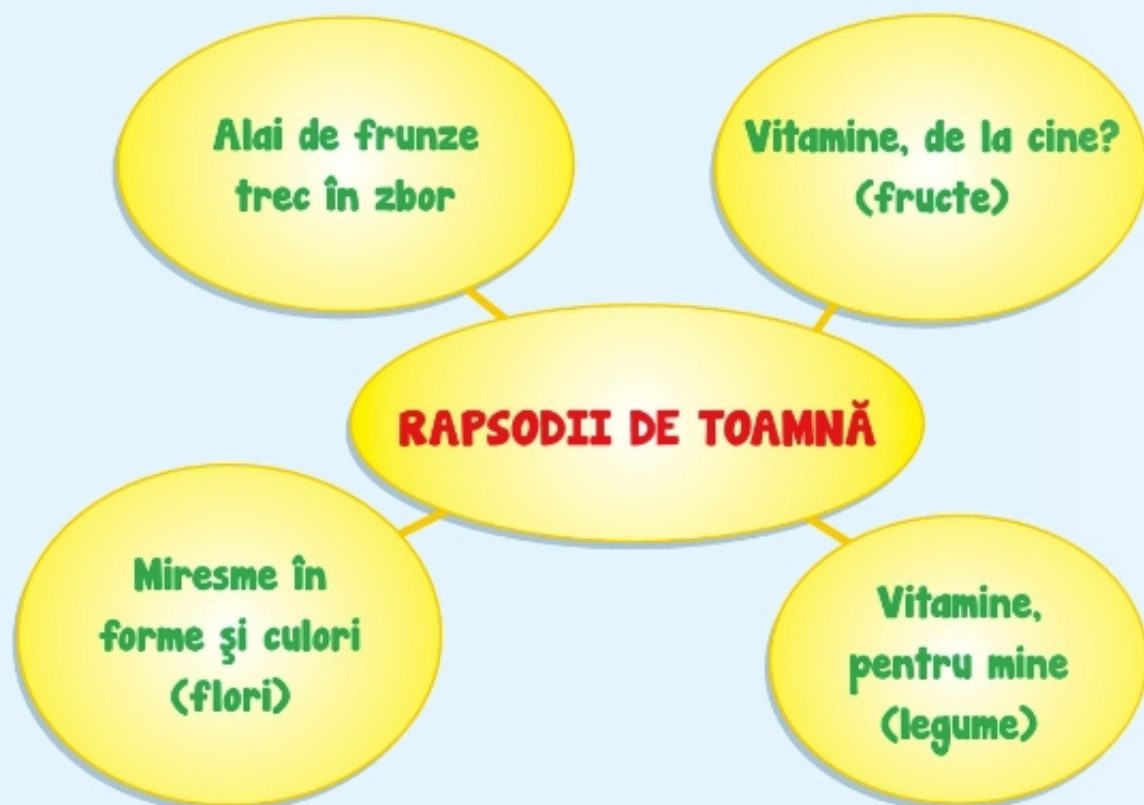 Alai de frunze
trec în zbor
Vitamine, de la cine?
(fructe)
RAPSODII DE TOAMNĂ
Miresme în
forme şi culori
(flori)
Vitamine,
pentru mine
(legume)